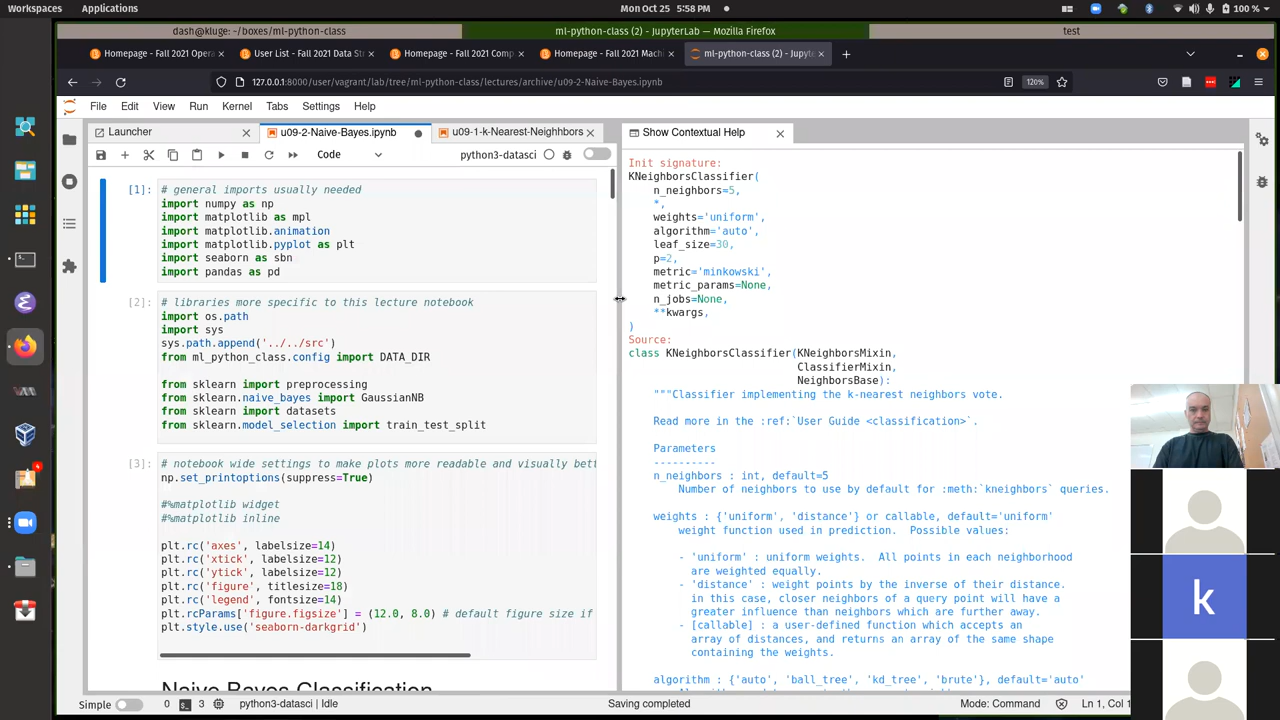 Workspaces Applications Mon Oct 25 5:58 PM 100 %
dash@kluge: ~/boxes/ml-python-class ml-python-class (2) - JupyterLab — Mozilla Firefox test
Homepage - Fall 2021 Opera User List - Fall 2021 Data St Homepage - Fall 2021 Comp Homepage - Fall 2021 Machi ml-python-class (2) - Jupyte
127.0.0.1:8000/user/vagrant/lab/tree/ml-python-class/lectures/archive/u09-2-Naive-Bayes.ipynb 120%
File Edit View Run Kernel Tabs Settings Help
Launcher u09-2-Naive-Bayes.ipynb u09-1-k-Nearest-Neighhbors Show Contextual Help
Code python3-datasci
[1]: # general imports usually needed
import numpy as np
import matplotlib as mpl
import matplotlib.animation
import matplotlib.pyplot as plt
import seaborn as sbn
import pandas as pd
[2]: # libraries more specific to this lecture notebook
import os.path
import sys
sys.path.append('../../src')
from ml_python_class.config import DATA_DIR
from sklearn import preprocessing
from sklearn.naive_bayes import GaussianNB
from sklearn import datasets
from sklearn.model_selection import train_test_split
[3]: # notebook wide settings to make plots more readable and visually bett
np.set_printoptions(suppress=True)
#%matplotlib widget
#%matplotlib inline
plt.rc('axes', labelsize=14)
plt.rc('xtick', labelsize=12)
plt.rc('ytick', labelsize=12)
plt.rc('figure', titlesize=18)
plt.rc('legend', fontsize=14)
plt.rcParams['figure.figsize'] = (12.0, 8.0) # default figure size if
plt.style.use('seaborn-darkgrid')
Naive Bayes Classification
Init signature:
KNeighborsClassifier(
n_neighbors=5,
*,
weights='uniform',
algorithm='auto',
leaf_size=30,
p=2,
metric='minkowski',
metric_params=None,
n_jobs=None,
**kwargs,
)
Source:
class KNeighborsClassifier(KNeighborsMixin,
ClassifierMixin,
NeighborsBase):
"""Classifier implementing the k-nearest neighbors vote.
Read more in the :ref:`User Guide <classification>`.
Parameters
----------
n_neighbors : int, default=5
Number of neighbors to use by default for :meth:`kneighbors` queries.
weights : {'uniform', 'distance'} or callable, default='uniform'
weight function used in prediction.  Possible values:
- 'uniform' : uniform weights.  All points in each neighborhood
are weighted equally.
- 'distance' : weight points by the inverse of their distance.
in this case, closer neighbors of a query point will have a
greater influence than neighbors which are further away.
- [callable] : a user-defined function which accepts an
array of distances, and returns an array of the same shape
containing the weights.
algorithm : {'auto', 'ball_tree', 'kd_tree', 'brute'}, default='auto'
k
Simple 0 3 python3-datasci | Idle Saving completed Mode: Command Ln 1, Col 1